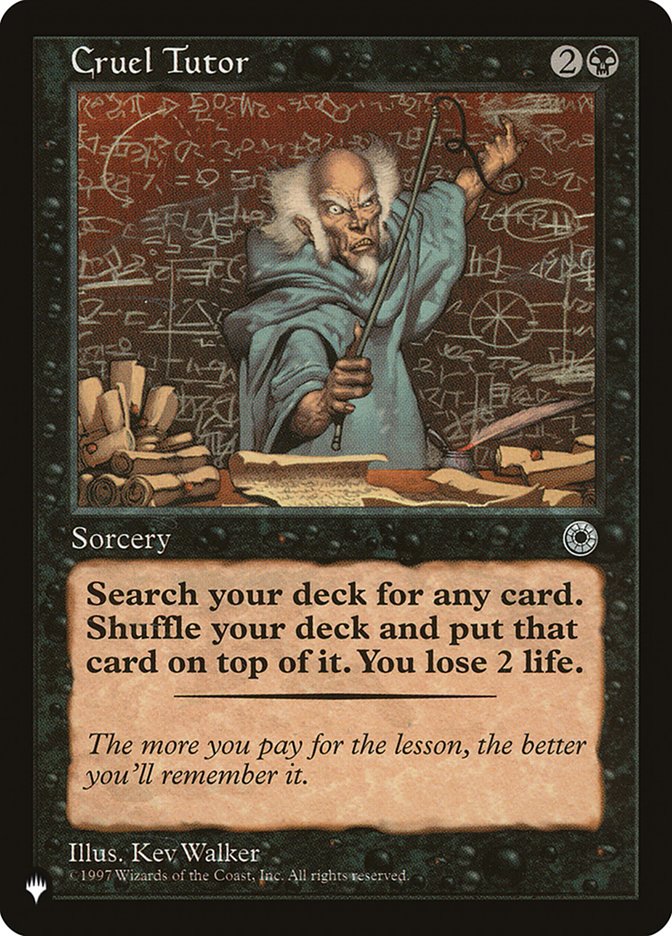 Cruel Tutor
2
Sorcery
Search your deck for any card.
Shuffle your deck and put that
card on top of it. You lose 2 life.
The more you pay for the lesson, the better
you'll remember it.
Illus. Kev Walker
©1997 Wizards of the Coast, Inc. All rights reserved.